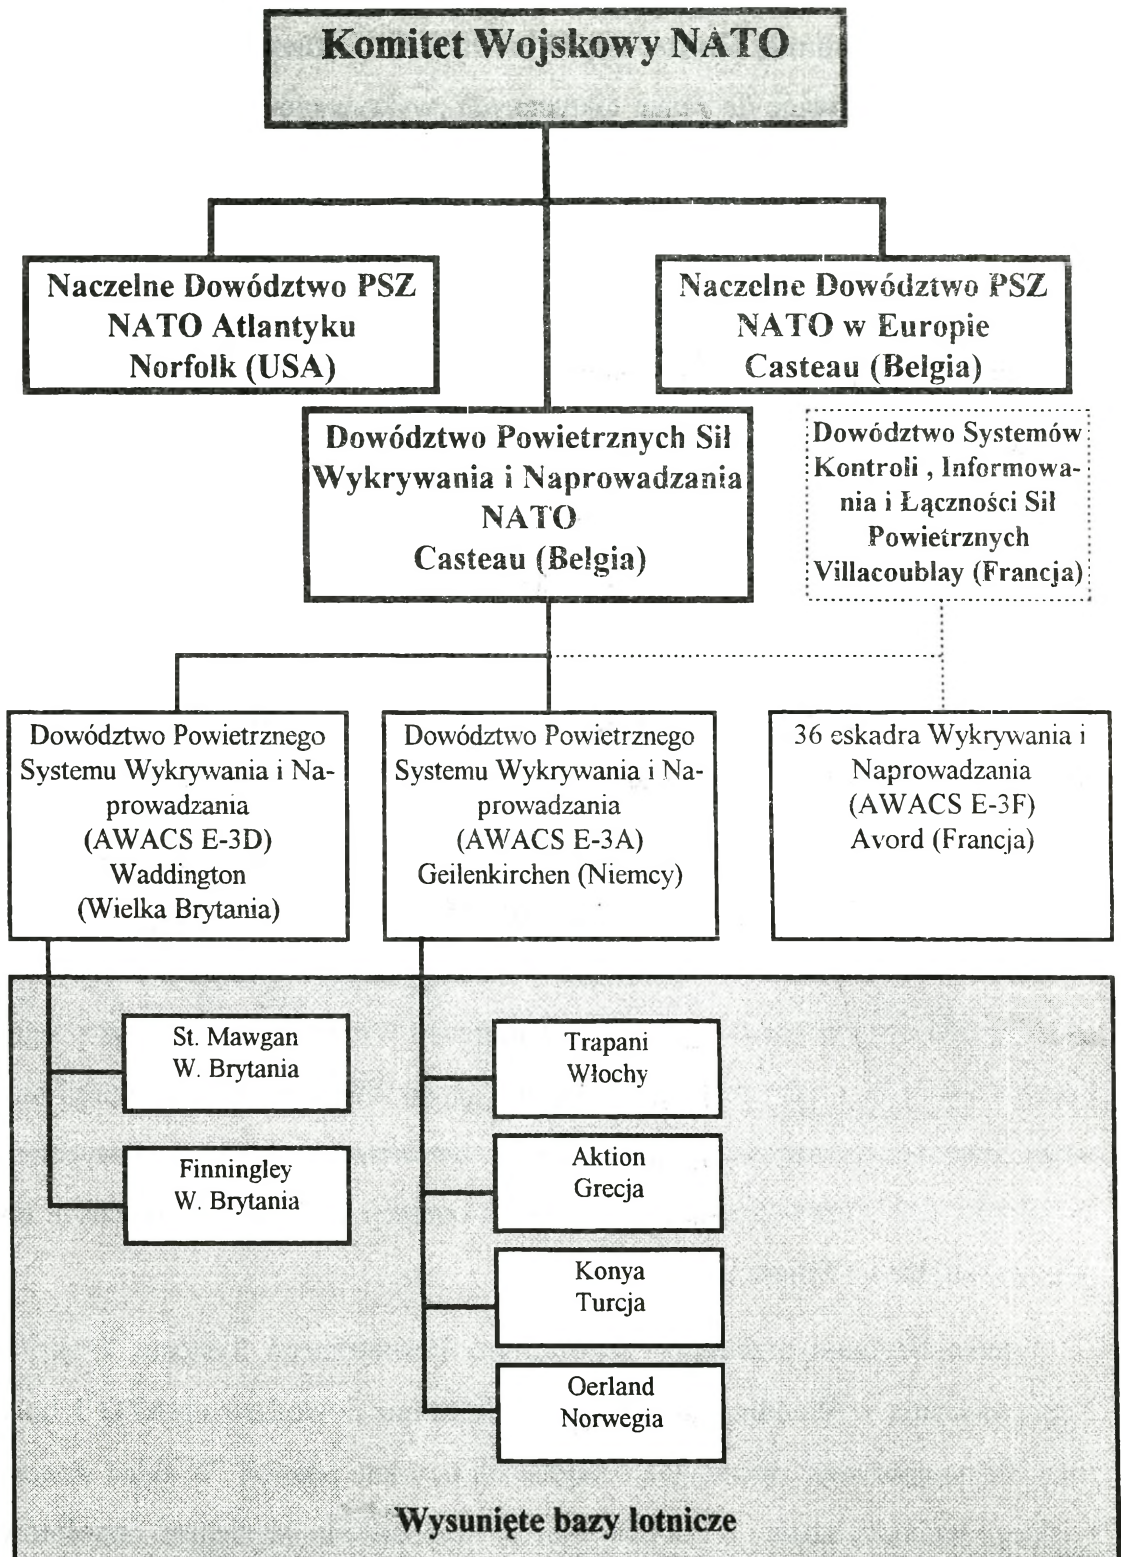 Komitet Wojskowy NATO
Naczelne Dowództwo PSZ
NATO Atlantyku
Norfolk (USA)
Naczelne Dowództwo PSZ
NATO w Europie
Casteau (Belgia)
Dowództwo Powietrznych Sił
Wykrywania i Naprowadzania
NATO
Casteau (Belgia)
Dowództwo Systemów
Kontroli , Informowa-
nia i Łączności Sił
Powietrznych
Villacoublay (Francja)
Dowództwo Powietrznego
Systemu Wykrywania i Na-
prowadzania
(AWACS E-3D)
Waddington
(Wielka Brytania)
Dowództwo Powietrznego
Systemu Wykrywania i Na-
prowadzania
(AWACS E-3A)
Geilenkirchen (Niemcy)
36 eskadra Wykrywania i
Naprowadzania
(AWACS E-3F)
Avord (Francja)
St. Mawgan
W. Brytania
Finningley
W. Brytania
Trapani
Włochy
Aktion
Grecja
Konya
Turcja
Oerland
Norwegia
Wysunięte bazy lotnicze